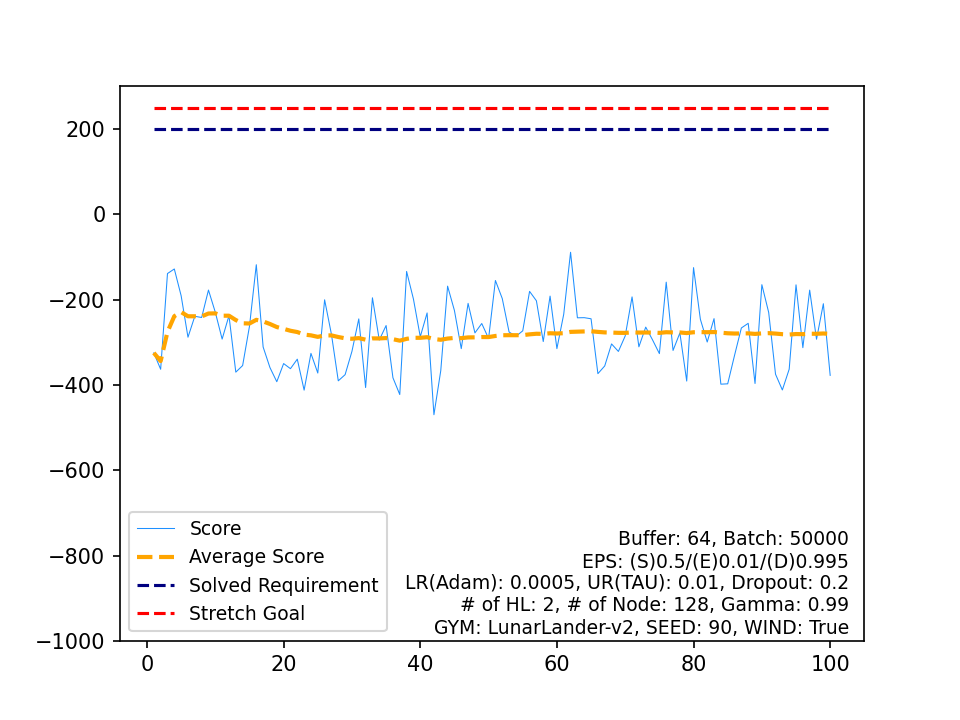 200
0
−200
−400
−600
−800
−1000
0 20 40 60 80 100
Score
Average Score
Solved Requirement
Stretch Goal
Buffer: 64, Batch: 50000
EPS: (S)0.5/(E)0.01/(D)0.995
LR(Adam): 0.0005, UR(TAU): 0.01, Dropout: 0.2
# of HL: 2, # of Node: 128, Gamma: 0.99
GYM: LunarLander-v2, SEED: 90, WIND: True